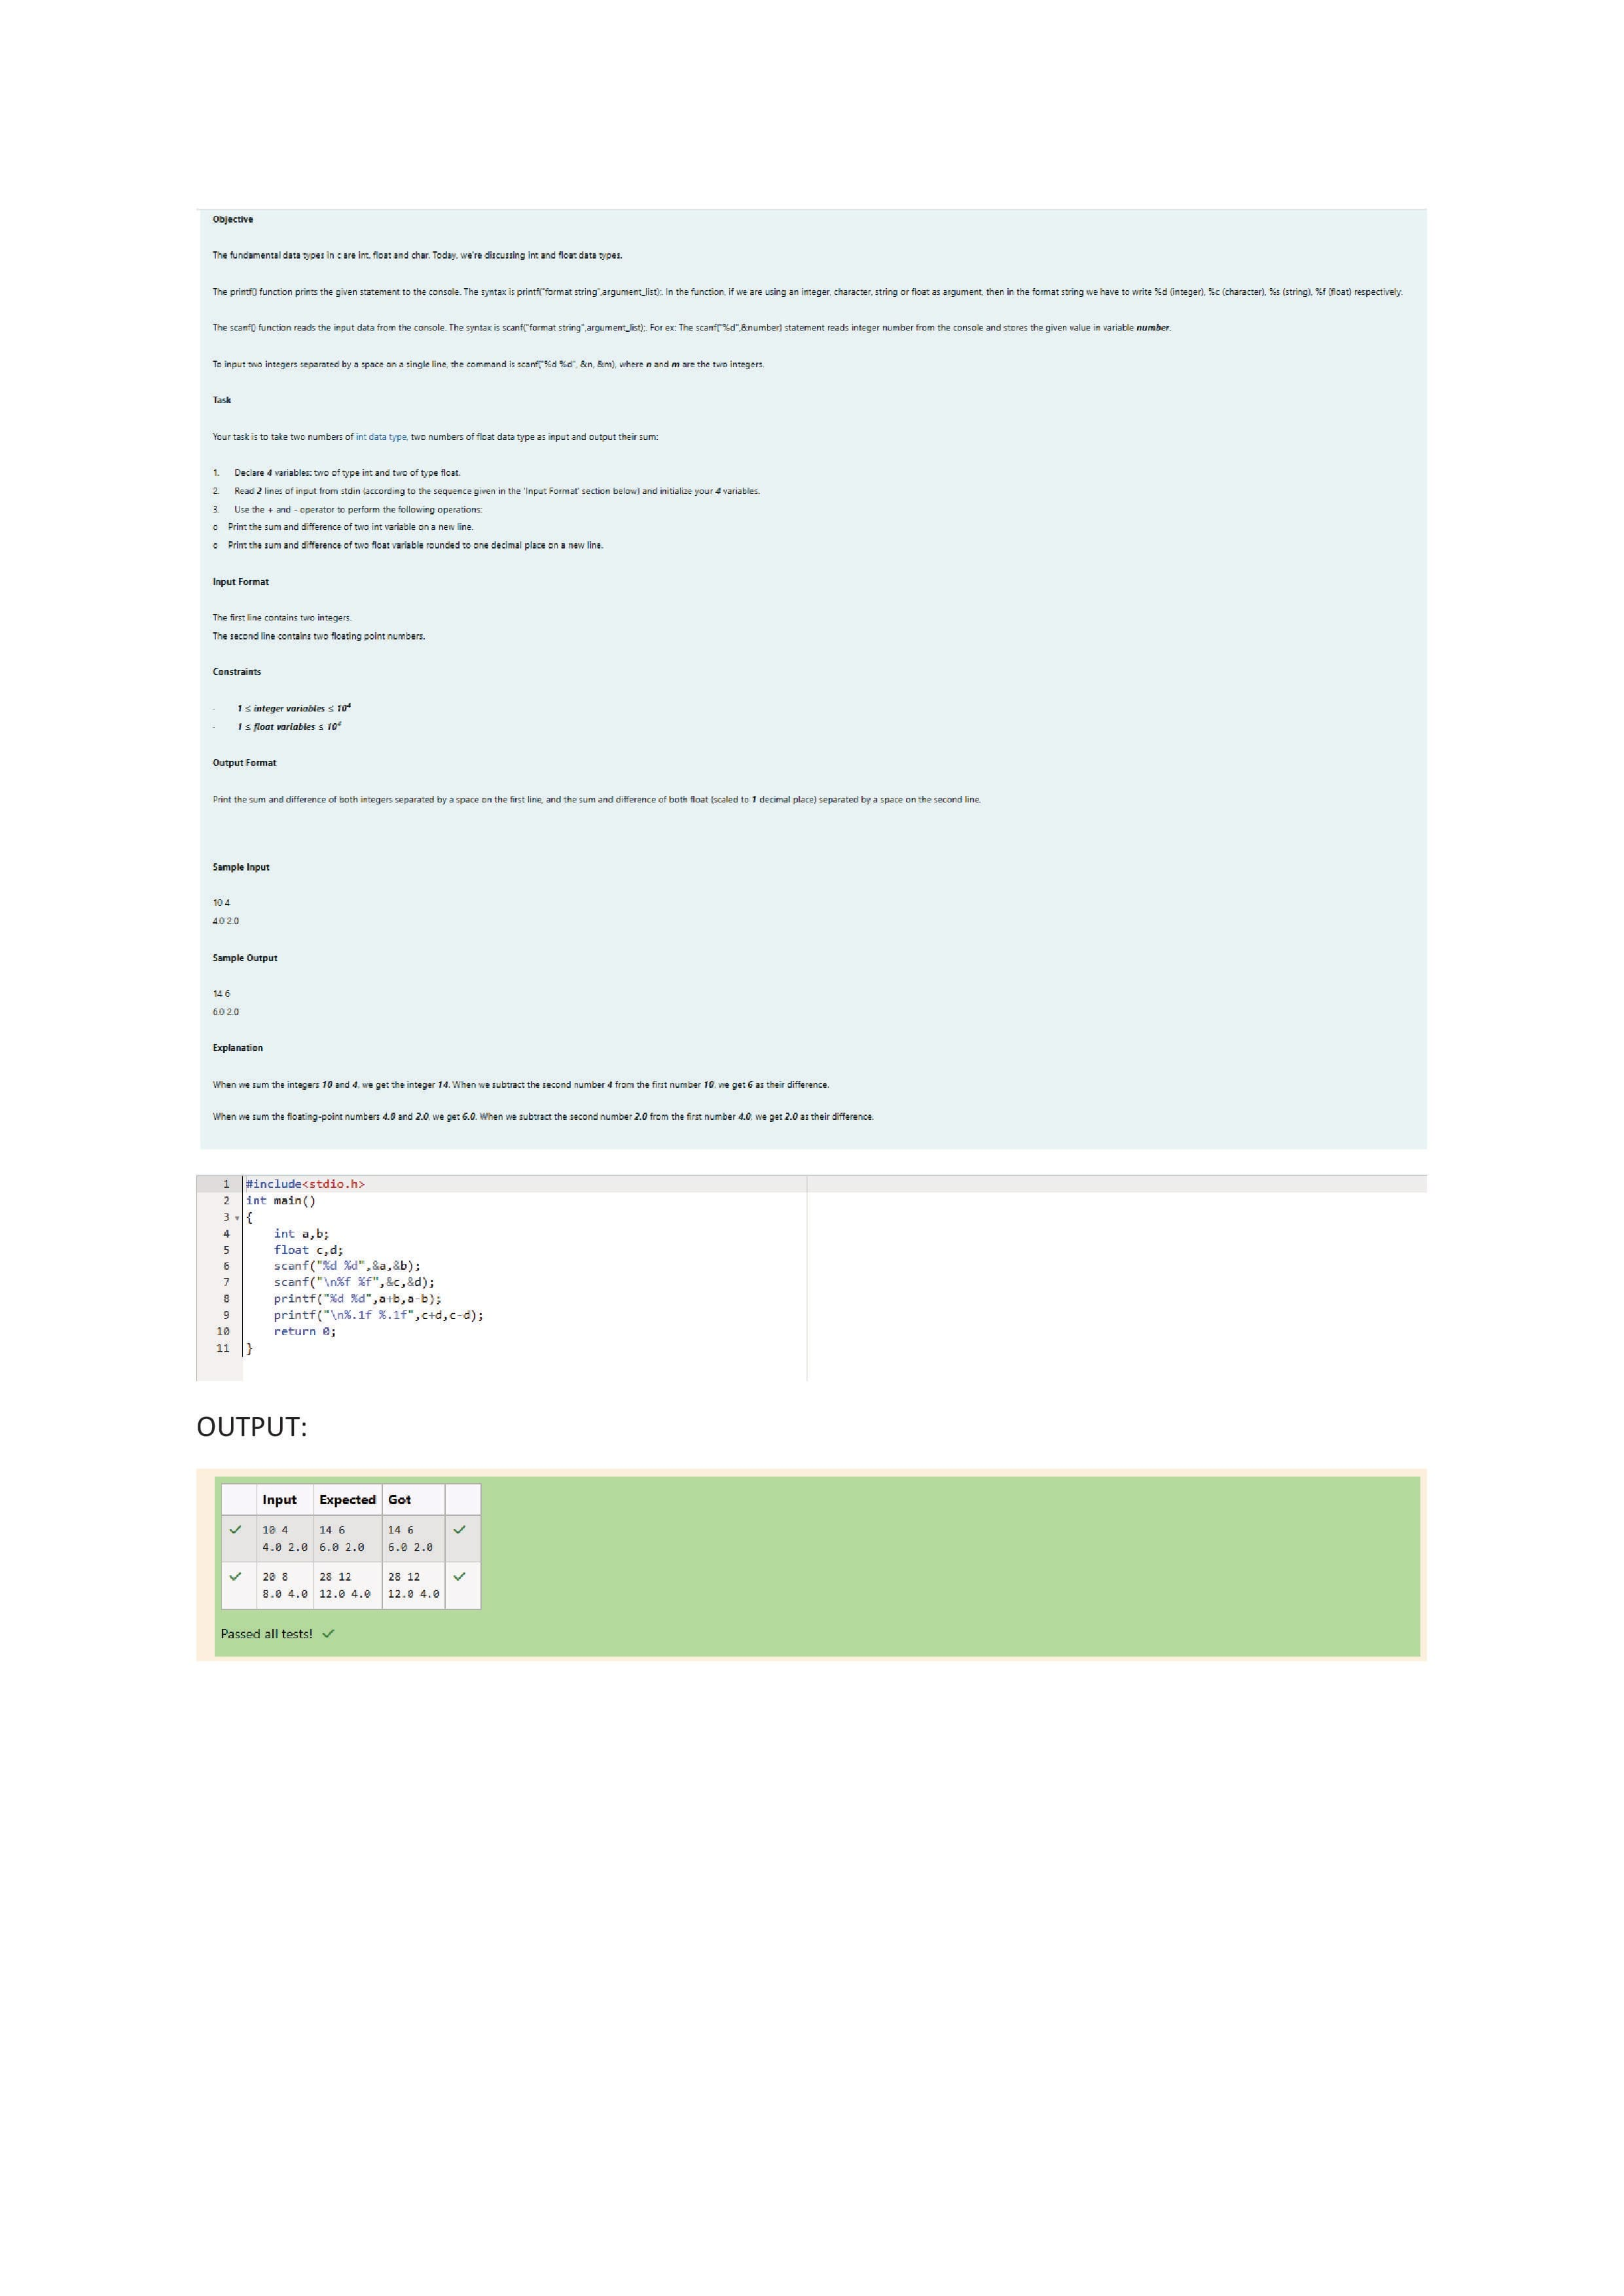 Objective
The fundamental data types in c are int, float and char. Today, we're discussing int and float data types.
The printf() function prints the given statement to the console. The syntax is printf("format string",argument_list);. In the function, if we are using an integer, character, string or float as argument, then in the format string we have to write %d (integer), %c (character), %s (string), %f (float) respectively.
The scanf() function reads the input data from the console. The syntax is scanf("format string",argument_list);. For ex: The scanf("%d",&number) statement reads integer number from the console and stores the given value in variable number.
To input two integers separated by a space on a single line, the command is scanf("%d %d", &n, &m), where n and m are the two integers.
Task
Your task is to take two numbers of int data type, two numbers of float data type as input and output their sum:
1. Declare 4 variables: two of type int and two of type float.
2. Read 2 lines of input from stdin (according to the sequence given in the 'Input Format' section below) and initialize your 4 variables.
3. Use the + and - operator to perform the following operations:
o Print the sum and difference of two int variable on a new line.
o Print the sum and difference of two float variable rounded to one decimal place on a new line.
Input Format
The first line contains two integers.
The second line contains two floating point numbers.
Constraints
· 1 ≤ integer variables ≤ 10⁴
· 1 ≤ float variables ≤ 10⁴
Output Format
Print the sum and difference of both integers separated by a space on the first line, and the sum and difference of both float (scaled to 1 decimal place) separated by a space on the second line.
Sample Input
10 4
4.0 2.0
Sample Output
14 6
6.0 2.0
Explanation
When we sum the integers 10 and 4, we get the integer 14. When we subtract the second number 4 from the first number 10, we get 6 as their difference.
When we sum the floating-point numbers 4.0 and 2.0, we get 6.0. When we subtract the second number 2.0 from the first number 4.0, we get 2.0 as their difference.
1 #include<stdio.h>
2 int main()
3 {
4 int a,b;
5 float c,d;
6 scanf("%d %d",&a,&b);
7 scanf("\n%f %f",&c,&d);
8 printf("%d %d",a+b,a-b);
9 printf("\n%.1f %.1f",c+d,c-d);
10 return 0;
11 }
OUTPUT:
Input Expected Got
✓ 10 4 14 6 14 6 ✓
4.0 2.0 6.0 2.0 6.0 2.0
✓ 20 8 28 12 28 12 ✓
8.0 4.0 12.0 4.0 12.0 4.0
Passed all tests! ✓